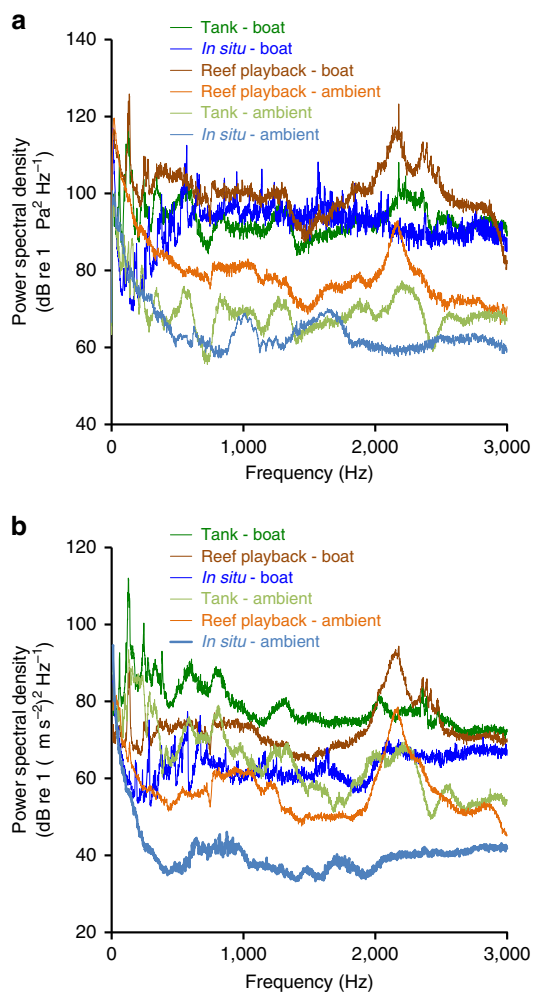 a
Tank - boat
In situ - boat
Reef playback - boat
Reef playback - ambient
Tank - ambient
In situ - ambient
Power spectral density
(dB re 1 Pa² Hz⁻¹)
140
120
100
80
60
40
0
1,000
2,000
3,000
Frequency (Hz)
b
Tank - boat
Reef playback - boat
In situ - boat
Tank - ambient
Reef playback - ambient
In situ - ambient
Power spectral density
(dB re 1 ( m s⁻²)² Hz⁻¹)
120
100
80
60
40
20
0
1,000
2,000
3,000
Frequency (Hz)